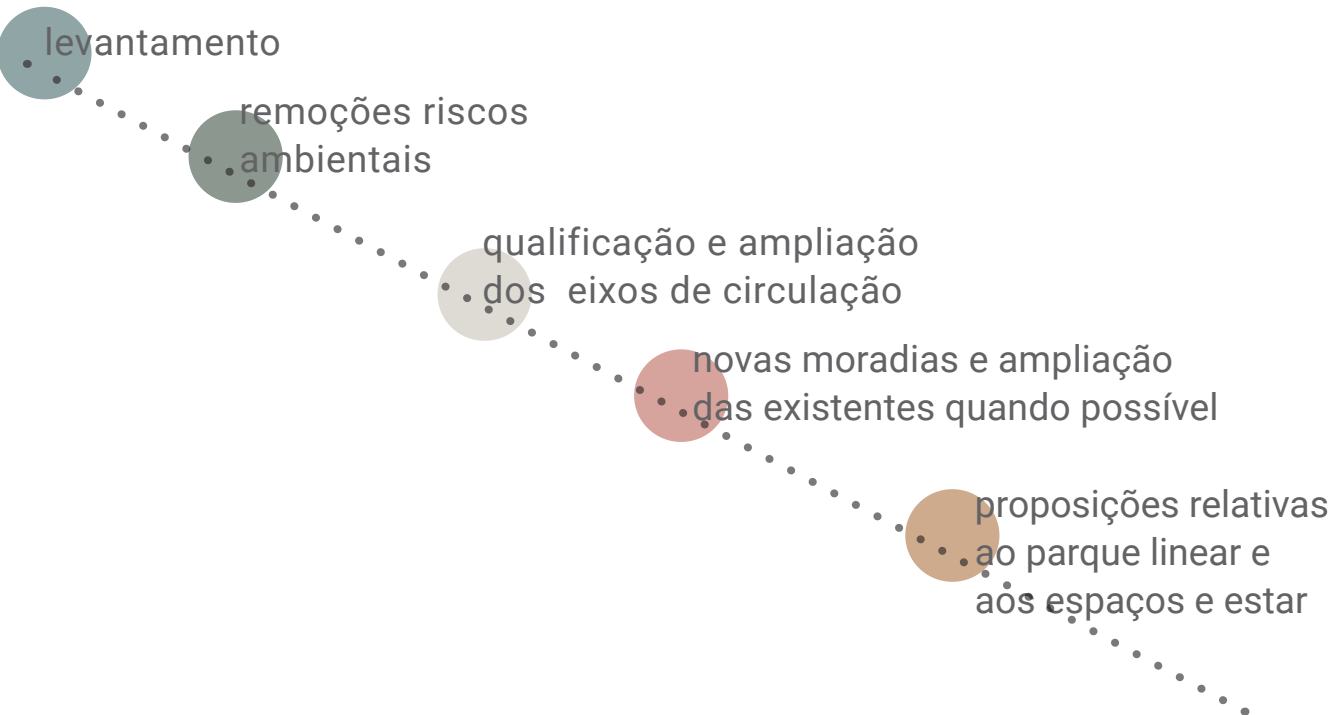 levantamento
remoções riscos
ambientais
qualificação e ampliação
dos  eixos de circulação
novas moradias e ampliação
das existentes quando possível
proposições relativas
ao parque linear e
aos espaços e estar